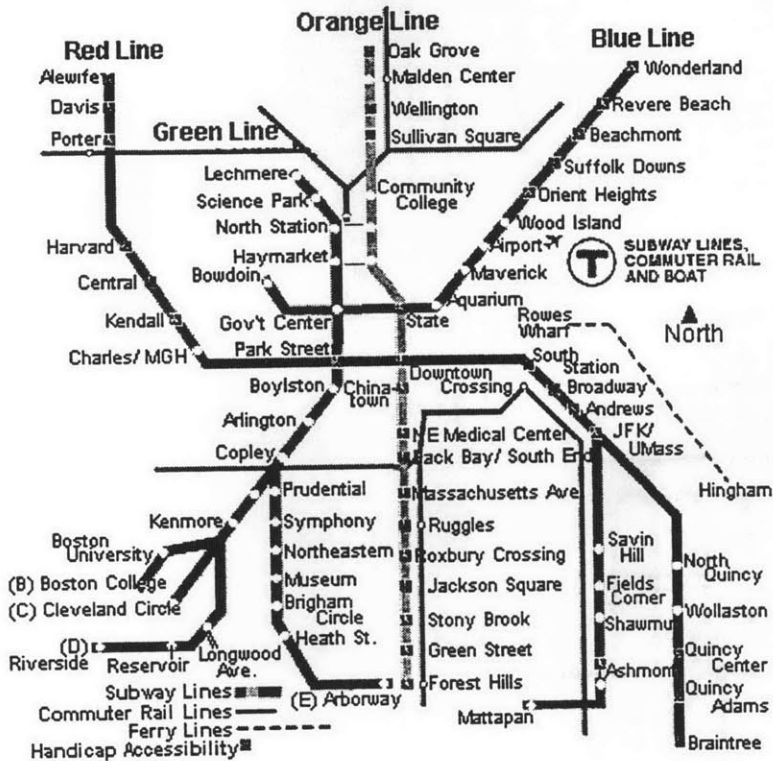 Orange Line
Red Line
Blue Line
Green Line
Oak Grove
Malden Center
Wellington
Sullivan Square
Community
College
Alewife
Davis
Porter
Harvard
Central
Kendall
Charles/ MGH
Lechmere
Science Park
North Station
Haymarket
Bowdoin
Gov't Center
State
Aquarium
Maverick
Airport
Wood Island
Orient Heights
Suffolk Downs
Beachmont
Revere Beach
Wonderland
T
SUBWAY LINES,
COMMUTER RAIL
AND BOAT
North
Rowes
Wharf
Hingham
Park Street
Downtown
Crossing
South
Station
Broadway
Andrews
JFK/
UMass
Boylston
China
town
Arlington
Copley
NE Medical Center
Back Bay/ South End
Massachusetts Ave.
Ruggles
Roxbury Crossing
Jackson Square
Stony Brook
Green Street
Forest Hills
Prudential
Symphony
Northeastern
Museum
Brigham
Circle
Heath St.
(E) Arborway
Kenmore
Boston
University
(B) Boston College
(C) Cleveland Circle
(D)
Riverside
Reservoir
Longwood
Ave.
Savin
Hill
Fields
Corner
Shawmu
Ashmont
Mattapan
North
Quincy
Wollaston
Quincy
Center
Quincy
Adams
Braintree
Subway Lines
Commuter Rail Lines
Ferry Lines
Handicap Accessibility